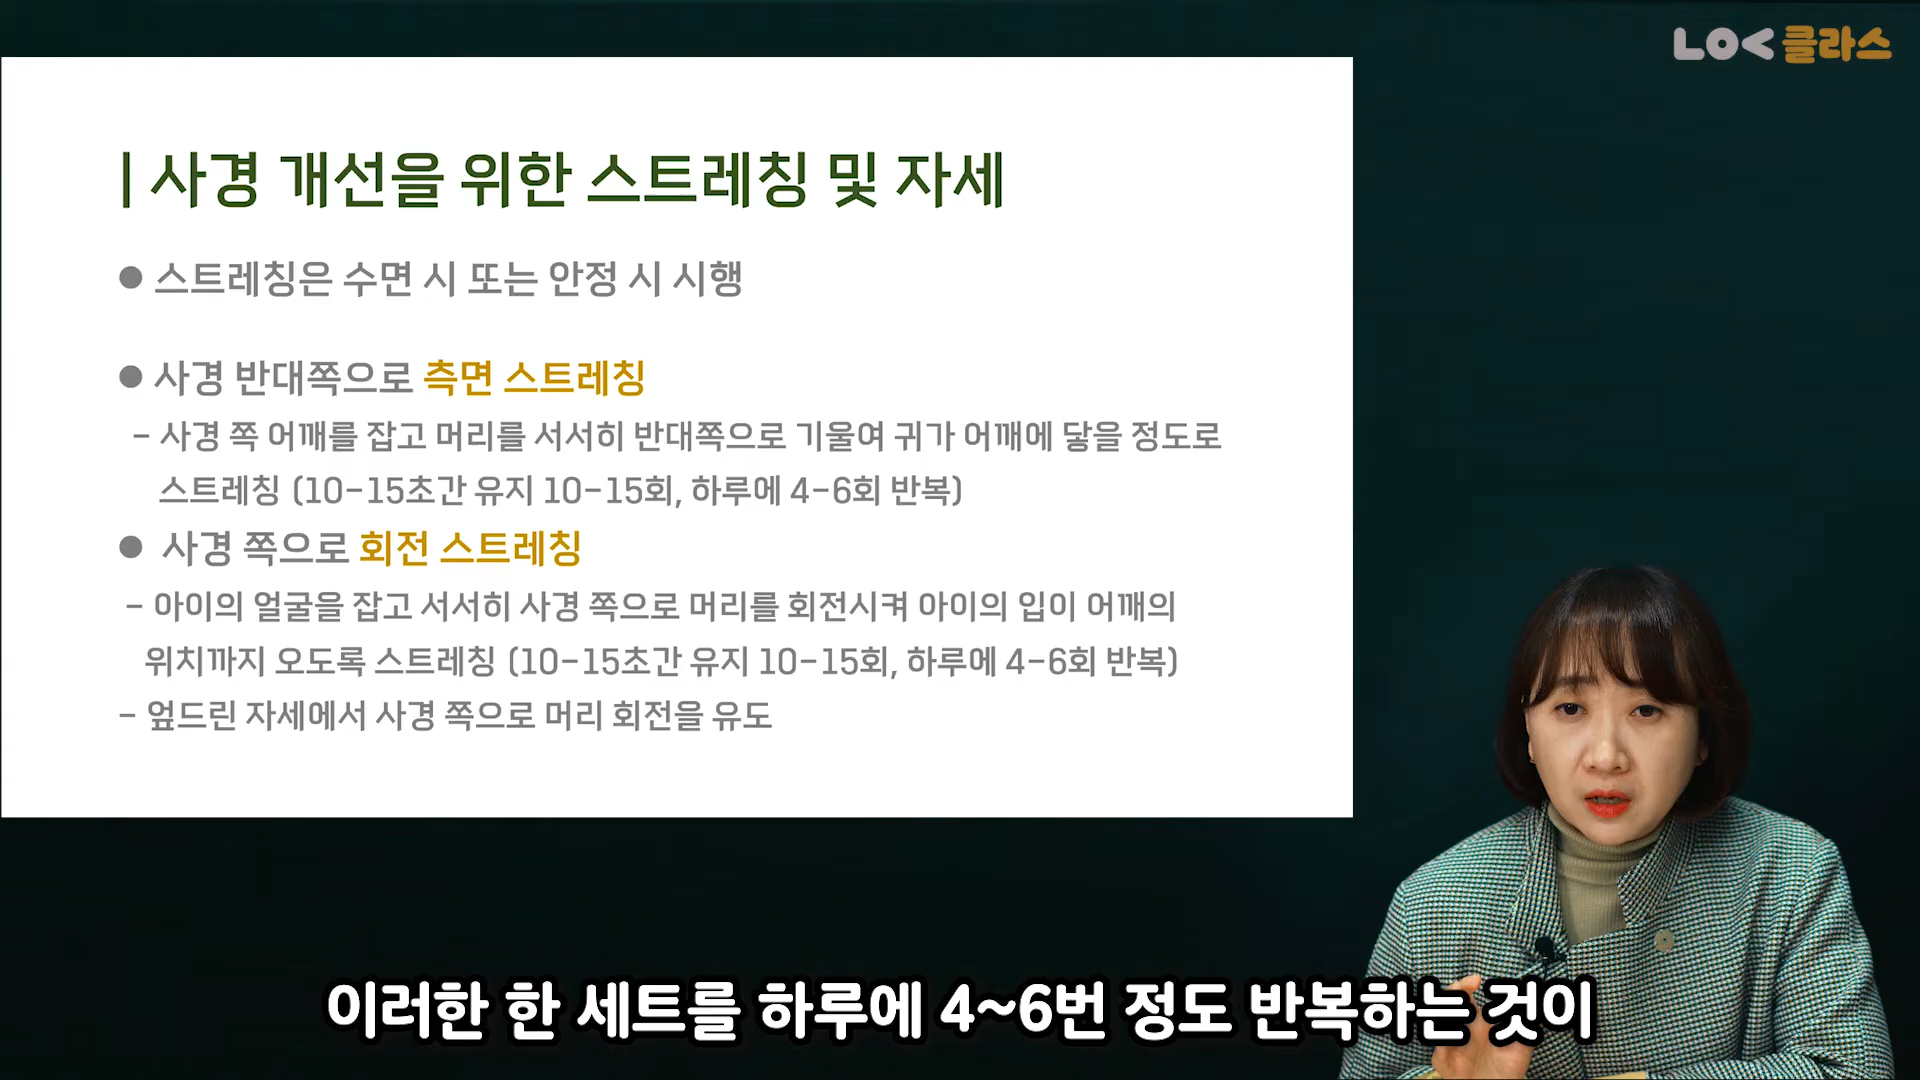 LOC 클라스
| 사경 개선을 위한 스트레칭 및 자세
● 스트레칭은 수면 시 또는 안정 시 시행
● 사경 반대쪽으로 측면 스트레칭
- 사경 쪽 어깨를 잡고 머리를 서서히 반대쪽으로 기울여 귀가 어깨에 닿을 정도로
스트레칭 (10-15초간 유지 10-15회, 하루에 4-6회 반복)
● 사경 쪽으로 회전 스트레칭
- 아이의 얼굴을 잡고 서서히 사경 쪽으로 머리를 회전시켜 아이의 입이 어깨의
위치까지 오도록 스트레칭 (10-15초간 유지 10-15회, 하루에 4-6회 반복)
- 엎드린 자세에서 사경 쪽으로 머리 회전을 유도
이러한 한 세트를 하루에 4~6번 정도 반복하는 것이